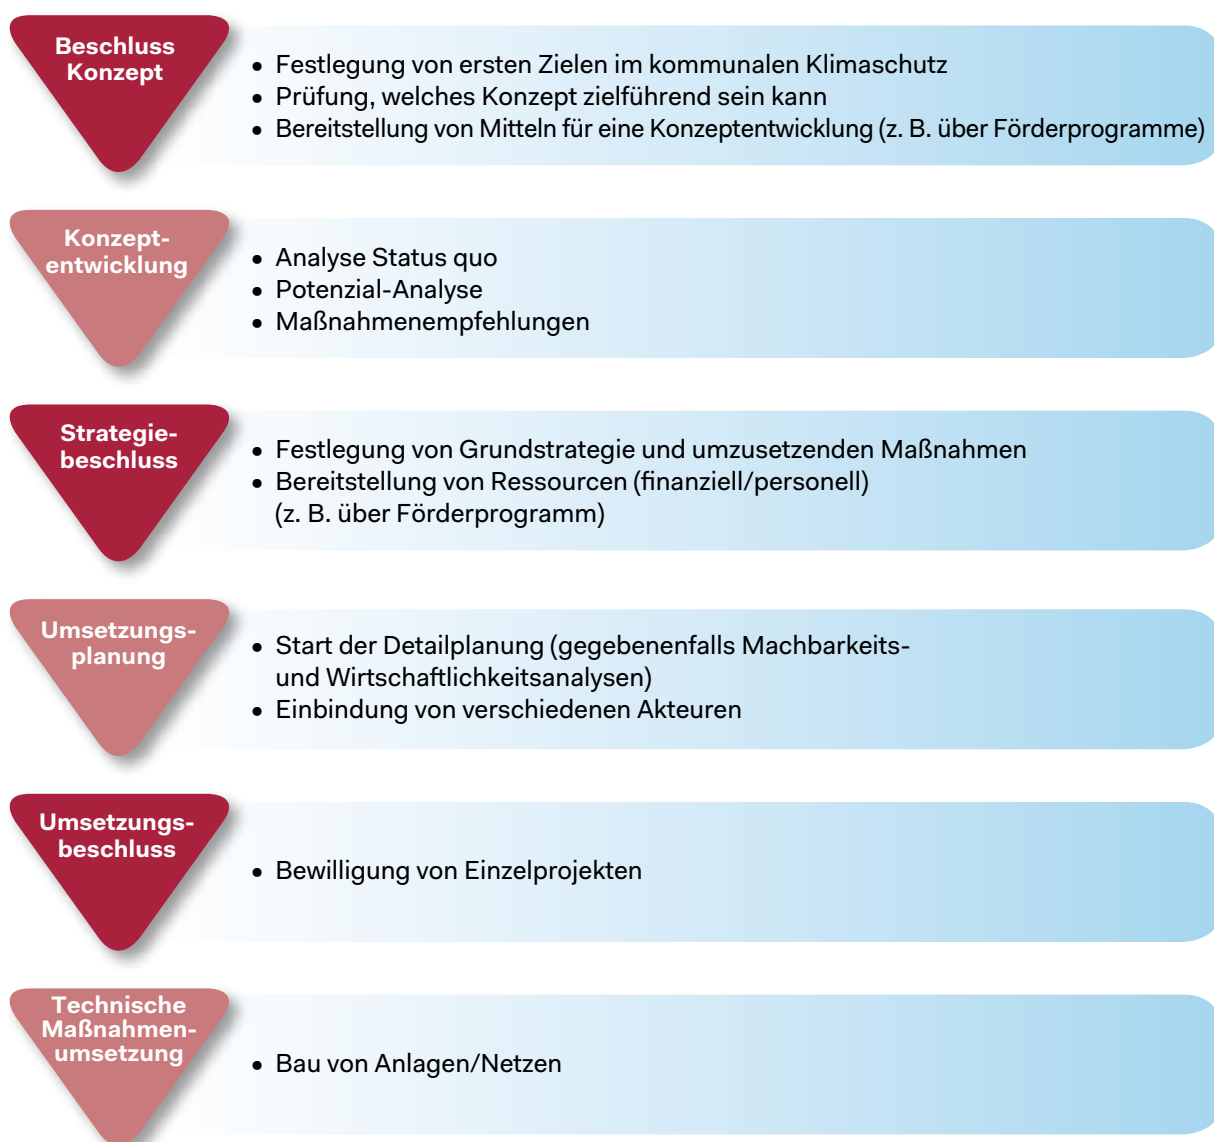 Beschluss
Konzept
• Festlegung von ersten Zielen im kommunalen Klimaschutz
• Prüfung, welches Konzept zielführend sein kann
• Bereitstellung von Mitteln für eine Konzeptentwicklung (z. B. über Förderprogramme)
Konzept-
entwicklung
• Analyse Status quo
• Potenzial-Analyse
• Maßnahmenempfehlungen
Strategie-
beschluss
• Festlegung von Grundstrategie und umzusetzenden Maßnahmen
• Bereitstellung von Ressourcen (finanziell/personell)
(z. B. über Förderprogramm)
Umsetzungs-
planung
• Start der Detailplanung (gegebenenfalls Machbarkeits-
und Wirtschaftlichkeitsanalysen)
• Einbindung von verschiedenen Akteuren
Umsetzungs-
beschluss
• Bewilligung von Einzelprojekten
Technische
Maßnahmen-
umsetzung
• Bau von Anlagen/Netzen